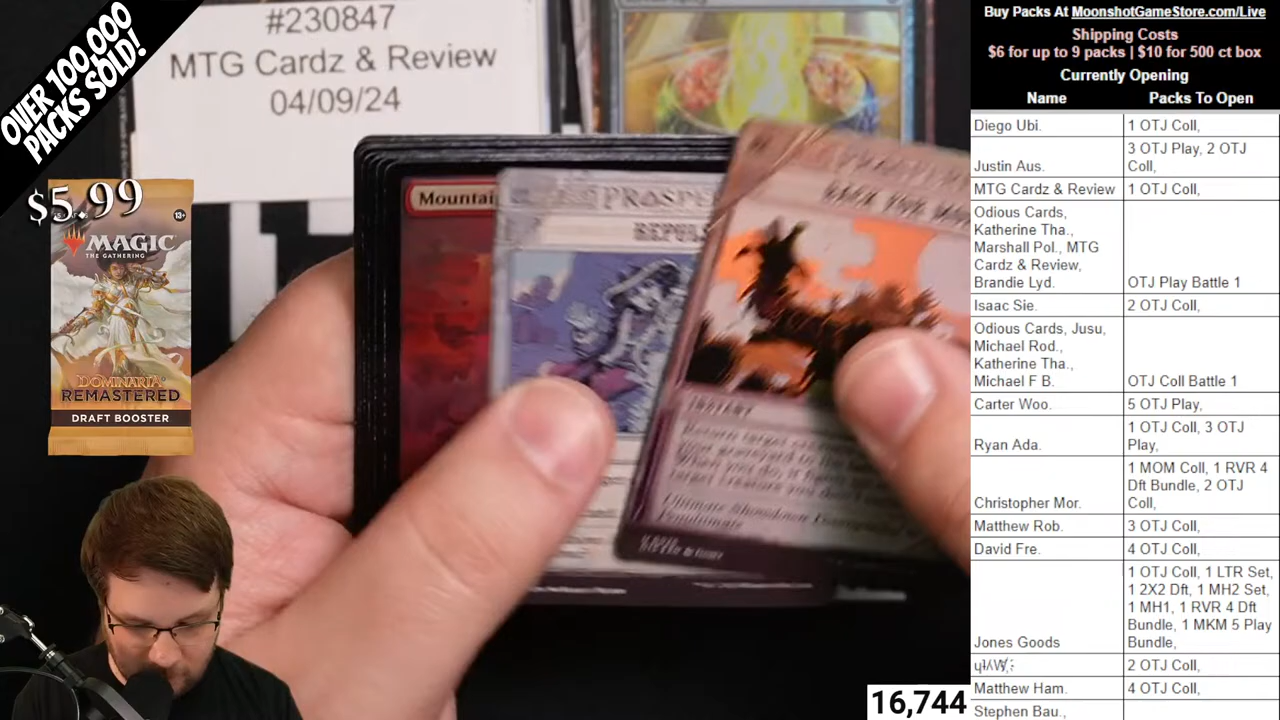 OVER 100,000
PACKS SOLD!
#230847
MTG Cardz & Review
04/09/24
$5.99
13+
MAGIC
THE GATHERING
DOMINARIA
REMASTERED
DRAFT BOOSTER
Mountai
PROSPE
REPUL
BACK FOR MO
INSTANT
16,744
Buy Packs At MoonshotGameStore.com/Live
Shipping Costs
$6 for up to 9 packs | $10 for 500 ct box
Currently Opening
Name Packs To Open
Diego Ubi. 1 OTJ Coll,
Justin Aus. 3 OTJ Play, 2 OTJ
Coll,
MTG Cardz & Review 1 OTJ Coll,
Odious Cards,
Katherine Tha.,
Marshall Pol., MTG
Cardz & Review,
Brandie Lyd. OTJ Play Battle 1
Isaac Sie. 2 OTJ Coll,
Odious Cards, Jusu,
Michael Rod.,
Katherine Tha.,
Michael F B. OTJ Coll Battle 1
Carter Woo. 5 OTJ Play,
Ryan Ada. 1 OTJ Coll, 3 OTJ
Play,
Christopher Mor. 1 MOM Coll, 1 RVR 4
Dft Bundle, 2 OTJ
Coll,
Matthew Rob. 3 OTJ Coll,
David Fre. 4 OTJ Coll,
Jones Goods 1 OTJ Coll, 1 LTR Set,
1 2X2 Dft, 1 MH2 Set,
1 MH1, 1 RVR 4 Dft
Bundle, 1 MKM 5 Play
Bundle,
2 OTJ Coll,
Matthew Ham. 4 OTJ Coll,
Stephen Bau.,